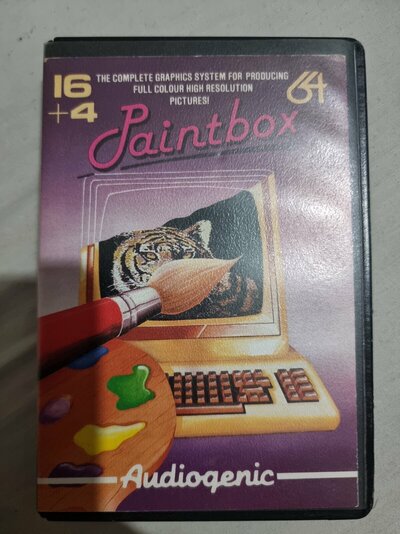 16
+4
THE COMPLETE GRAPHICS SYSTEM FOR PRODUCING
FULL COLOUR HIGH RESOLUTION
PICTURES!
64
Paintbox
Audiogenic